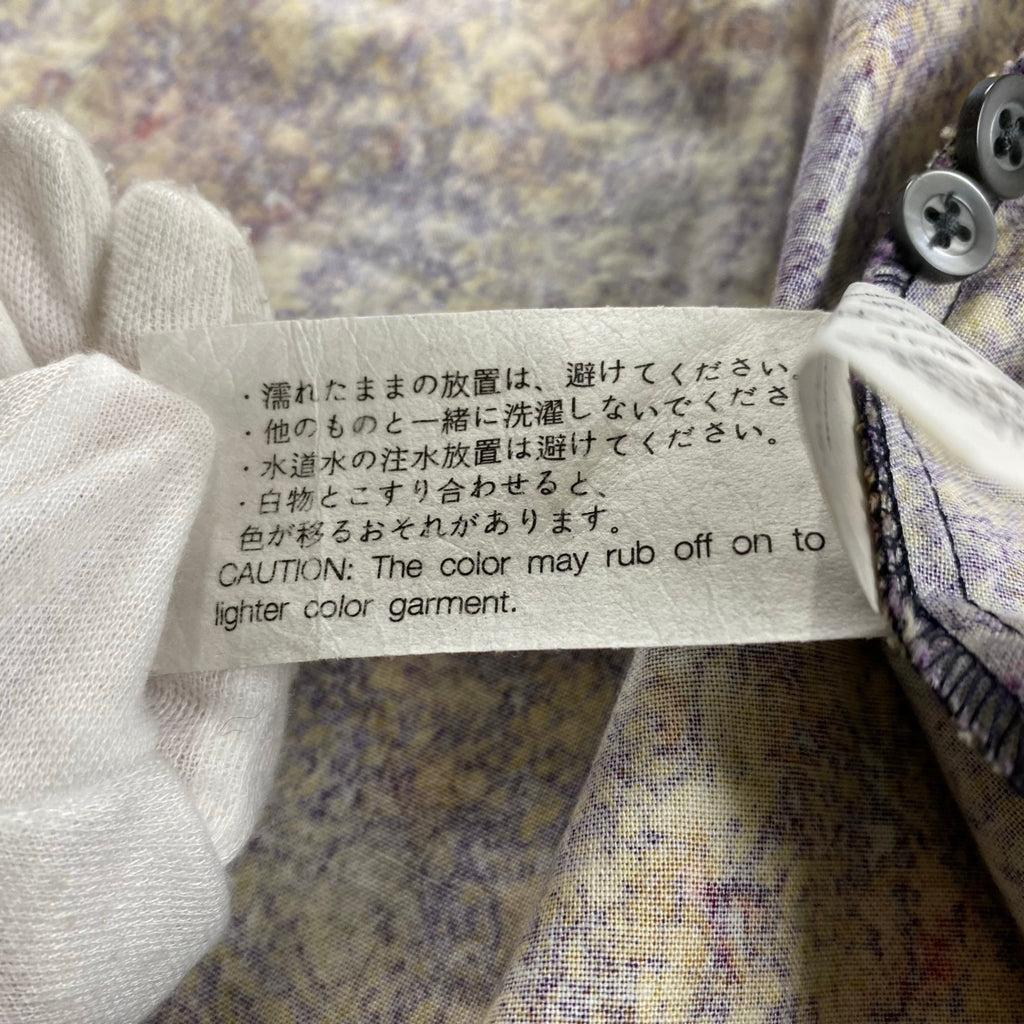 ・濡れたままの放置は、避けてください。
・他のものと一緒に洗濯しないでくださ
・水道水の注水放置は避けてください。
・白物とこすり合わせると、
色が移るおそれがあります。
CAUTION: The color may rub off on to
lighter color garment.